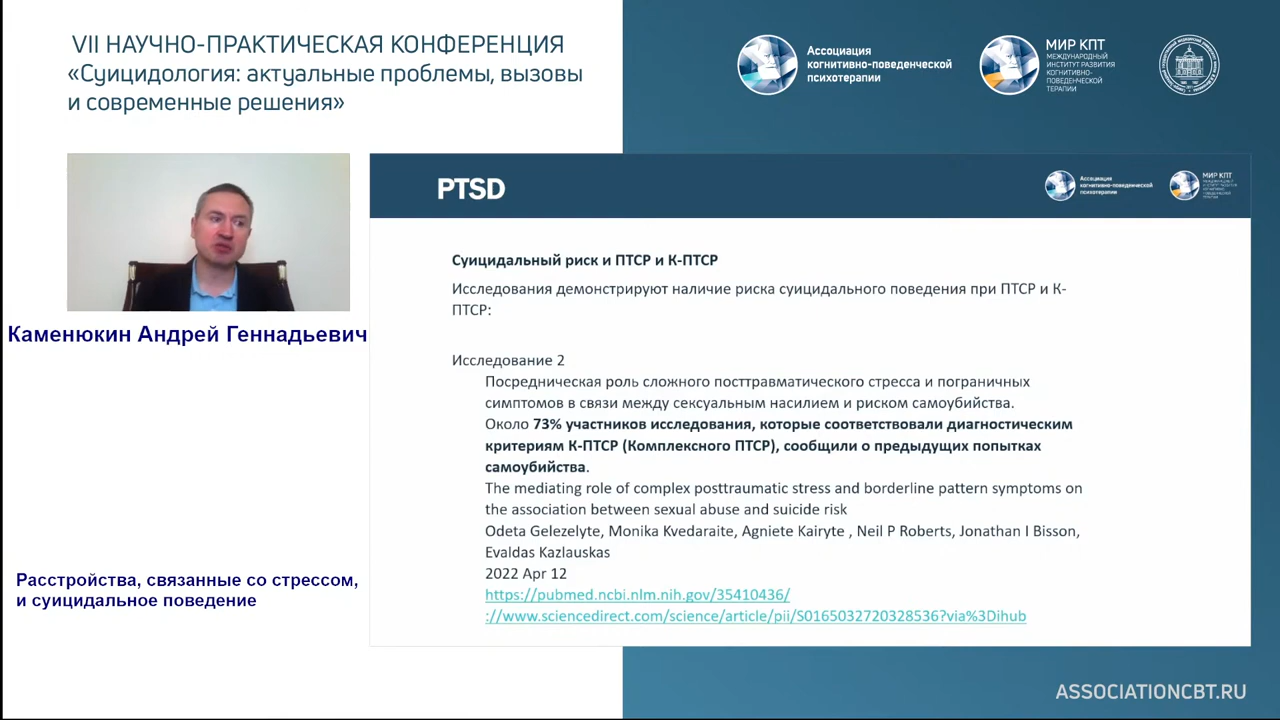 VII НАУЧНО-ПРАКТИЧЕСКАЯ КОНФЕРЕНЦИЯ
«Суицидология: актуальные проблемы, вызовы
и современные решения»
Ассоциация
когнитивно-поведенческой
психотерапии
МИР КПТ
МЕЖДУНАРОДНЫЙ
ИНСТИТУТ РАЗВИТИЯ
КОГНИТИВНО-
ПОВЕДЕНЧЕСКОЙ
ТЕРАПИИ
PTSD
Ассоциация
когнитивно-поведенческой
психотерапии
МИР КПТ
Каменюкин Андрей Геннадьевич
Расстройства, связанные со стрессом,
и суицидальное поведение
Суицидальный риск и ПТСР и К-ПТСР
Исследования демонстрируют наличие риска суицидального поведения при ПТСР и К-
ПТСР:
Исследование 2
Посредническая роль сложного посттравматического стресса и пограничных
симптомов в связи между сексуальным насилием и риском самоубийства.
Около 73% участников исследования, которые соответствовали диагностическим
критериям К-ПТСР (Комплексного ПТСР), сообщили о предыдущих попытках
самоубийства.
The mediating role of complex posttraumatic stress and borderline pattern symptoms on
the association between sexual abuse and suicide risk
Odeta Gelezelyte, Monika Kvedaraite, Agniete Kairyte , Neil P Roberts, Jonathan I Bisson,
Evaldas Kazlauskas
2022 Apr 12
https://pubmed.ncbi.nlm.nih.gov/35410436/
://www.sciencedirect.com/science/article/pii/S0165032720328536?via%3Dihub
ASSOCIATIONCBT.RU